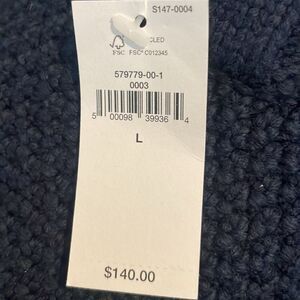 S147-0004
CLED
FSC FSC® C012345
579779-00-1
0003
5 00098 39936 4
L
$140.00